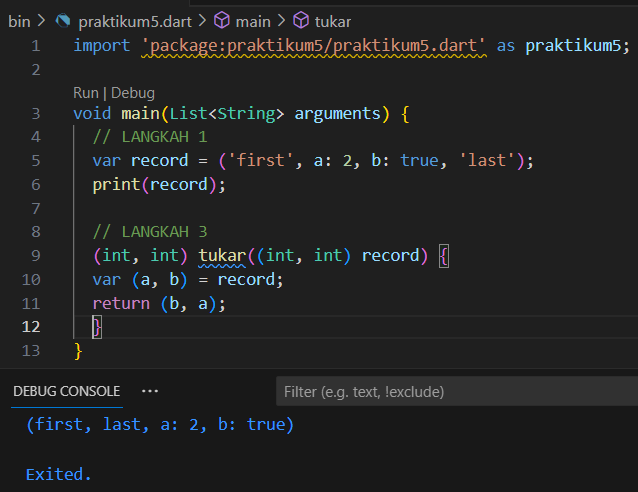 bin > praktikum5.dart > main > tukar
1 import 'package:praktikum5/praktikum5.dart' as praktikum5;
2
Run | Debug
3 void main(List<String> arguments) {
4 // LANGKAH 1
5 var record = ('first', a: 2, b: true, 'last');
6 print(record);
7
8 // LANGKAH 3
9 (int, int) tukar((int, int) record) {
10 var (a, b) = record;
11 return (b, a);
12 }
13 }
DEBUG CONSOLE ··· Filter (e.g. text, !exclude)
(first, last, a: 2, b: true)
Exited.